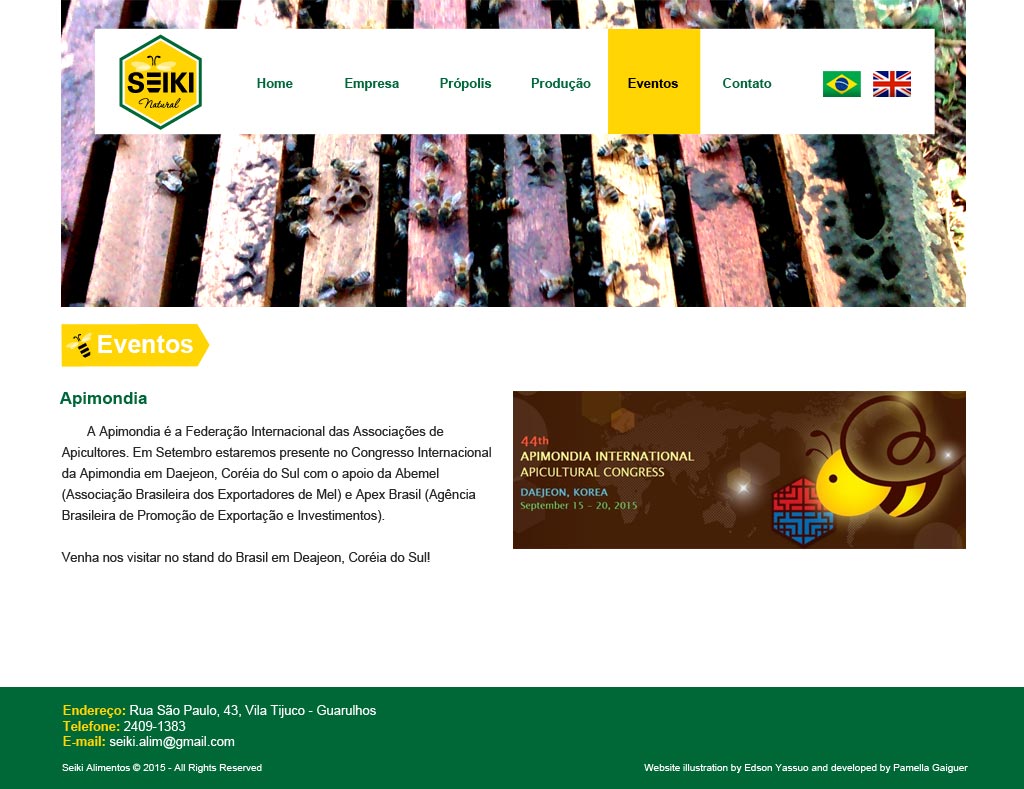 SEIKI
Natural
Home
Empresa
Própolis
Produção
Eventos
Contato
Eventos
Apimondia
A Apimondia é a Federação Internacional das Associações de
Apicultores. Em Setembro estaremos presente no Congresso Internacional
da Apimondia em Daejeon, Coréia do Sul com o apoio da Abemel
(Associação Brasileira dos Exportadores de Mel) e Apex Brasil (Agência
Brasileira de Promoção de Exportação e Investimentos).
Venha nos visitar no stand do Brasil em Deajeon, Coréia do Sul!
44th
APIMONDIA INTERNATIONAL
APICULTURAL CONGRESS
DAEJEON, KOREA
September 15 - 20, 2015
Endereço: Rua São Paulo, 43, Vila Tijuco - Guarulhos
Telefone: 2409-1383
E-mail: seiki.alim@gmail.com
Seiki Alimentos © 2015 - All Rights Reserved
Website illustration by Edson Yassuo and developed by Pamella Gaiguer